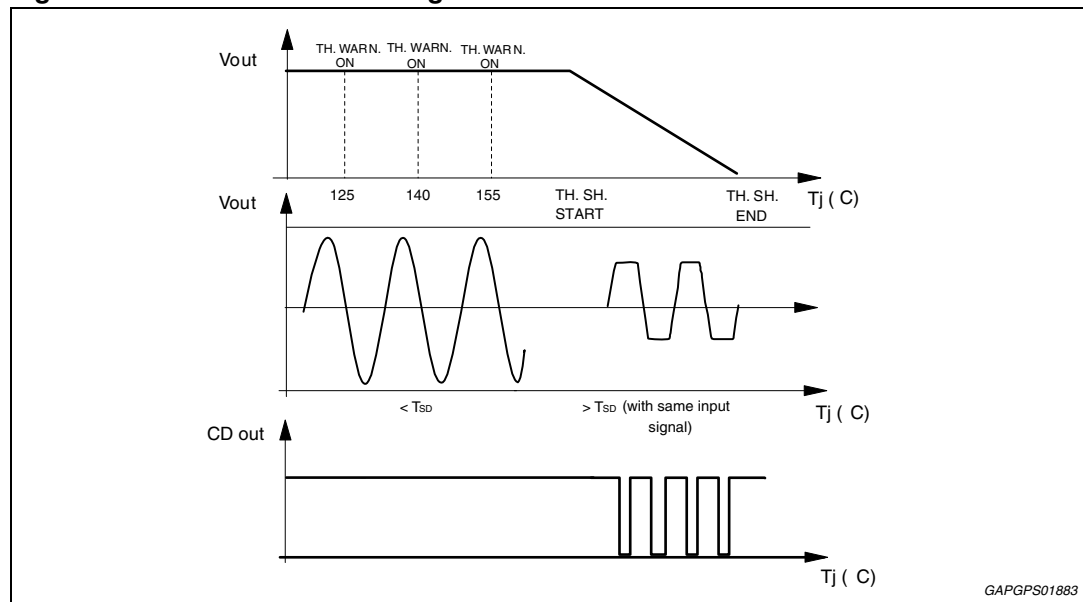 Vout
TH. WARN. TH. WARN. TH. WARN.
ON ON ON
125 140 155 TH. SH. START TH. SH. END Tj ( C)
Vout
< TSD
> TSD (with same input
signal)
Tj ( C)
CD out
Tj ( C)
GAPGPS01883